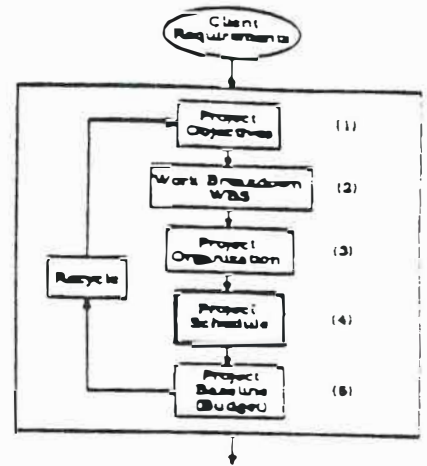 Client
Requirements
Project
Objectives
(1)
Work Breakdown
WBS
(2)
Project
Organization
(3)
Recycle
Project
Schedule
(4)
Project
Baseline
(Budget)
(5)